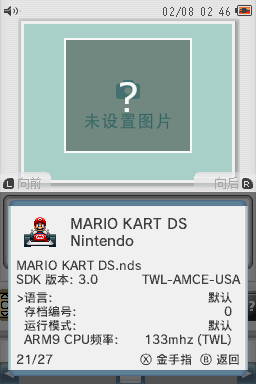 02/08 02 46
?
未设置图片
L 向前
向后 R
MARIO KART DS
Nintendo
MARIO KART DS.nds
SDK 版本: 3.0 TWL-AMCE-USA
>语言: 默认
存档编号: 0
运行模式: 默认
ARM9 CPU频率: 133mhz (TWL)
21/27 Ⓧ 金手指 Ⓑ 返回